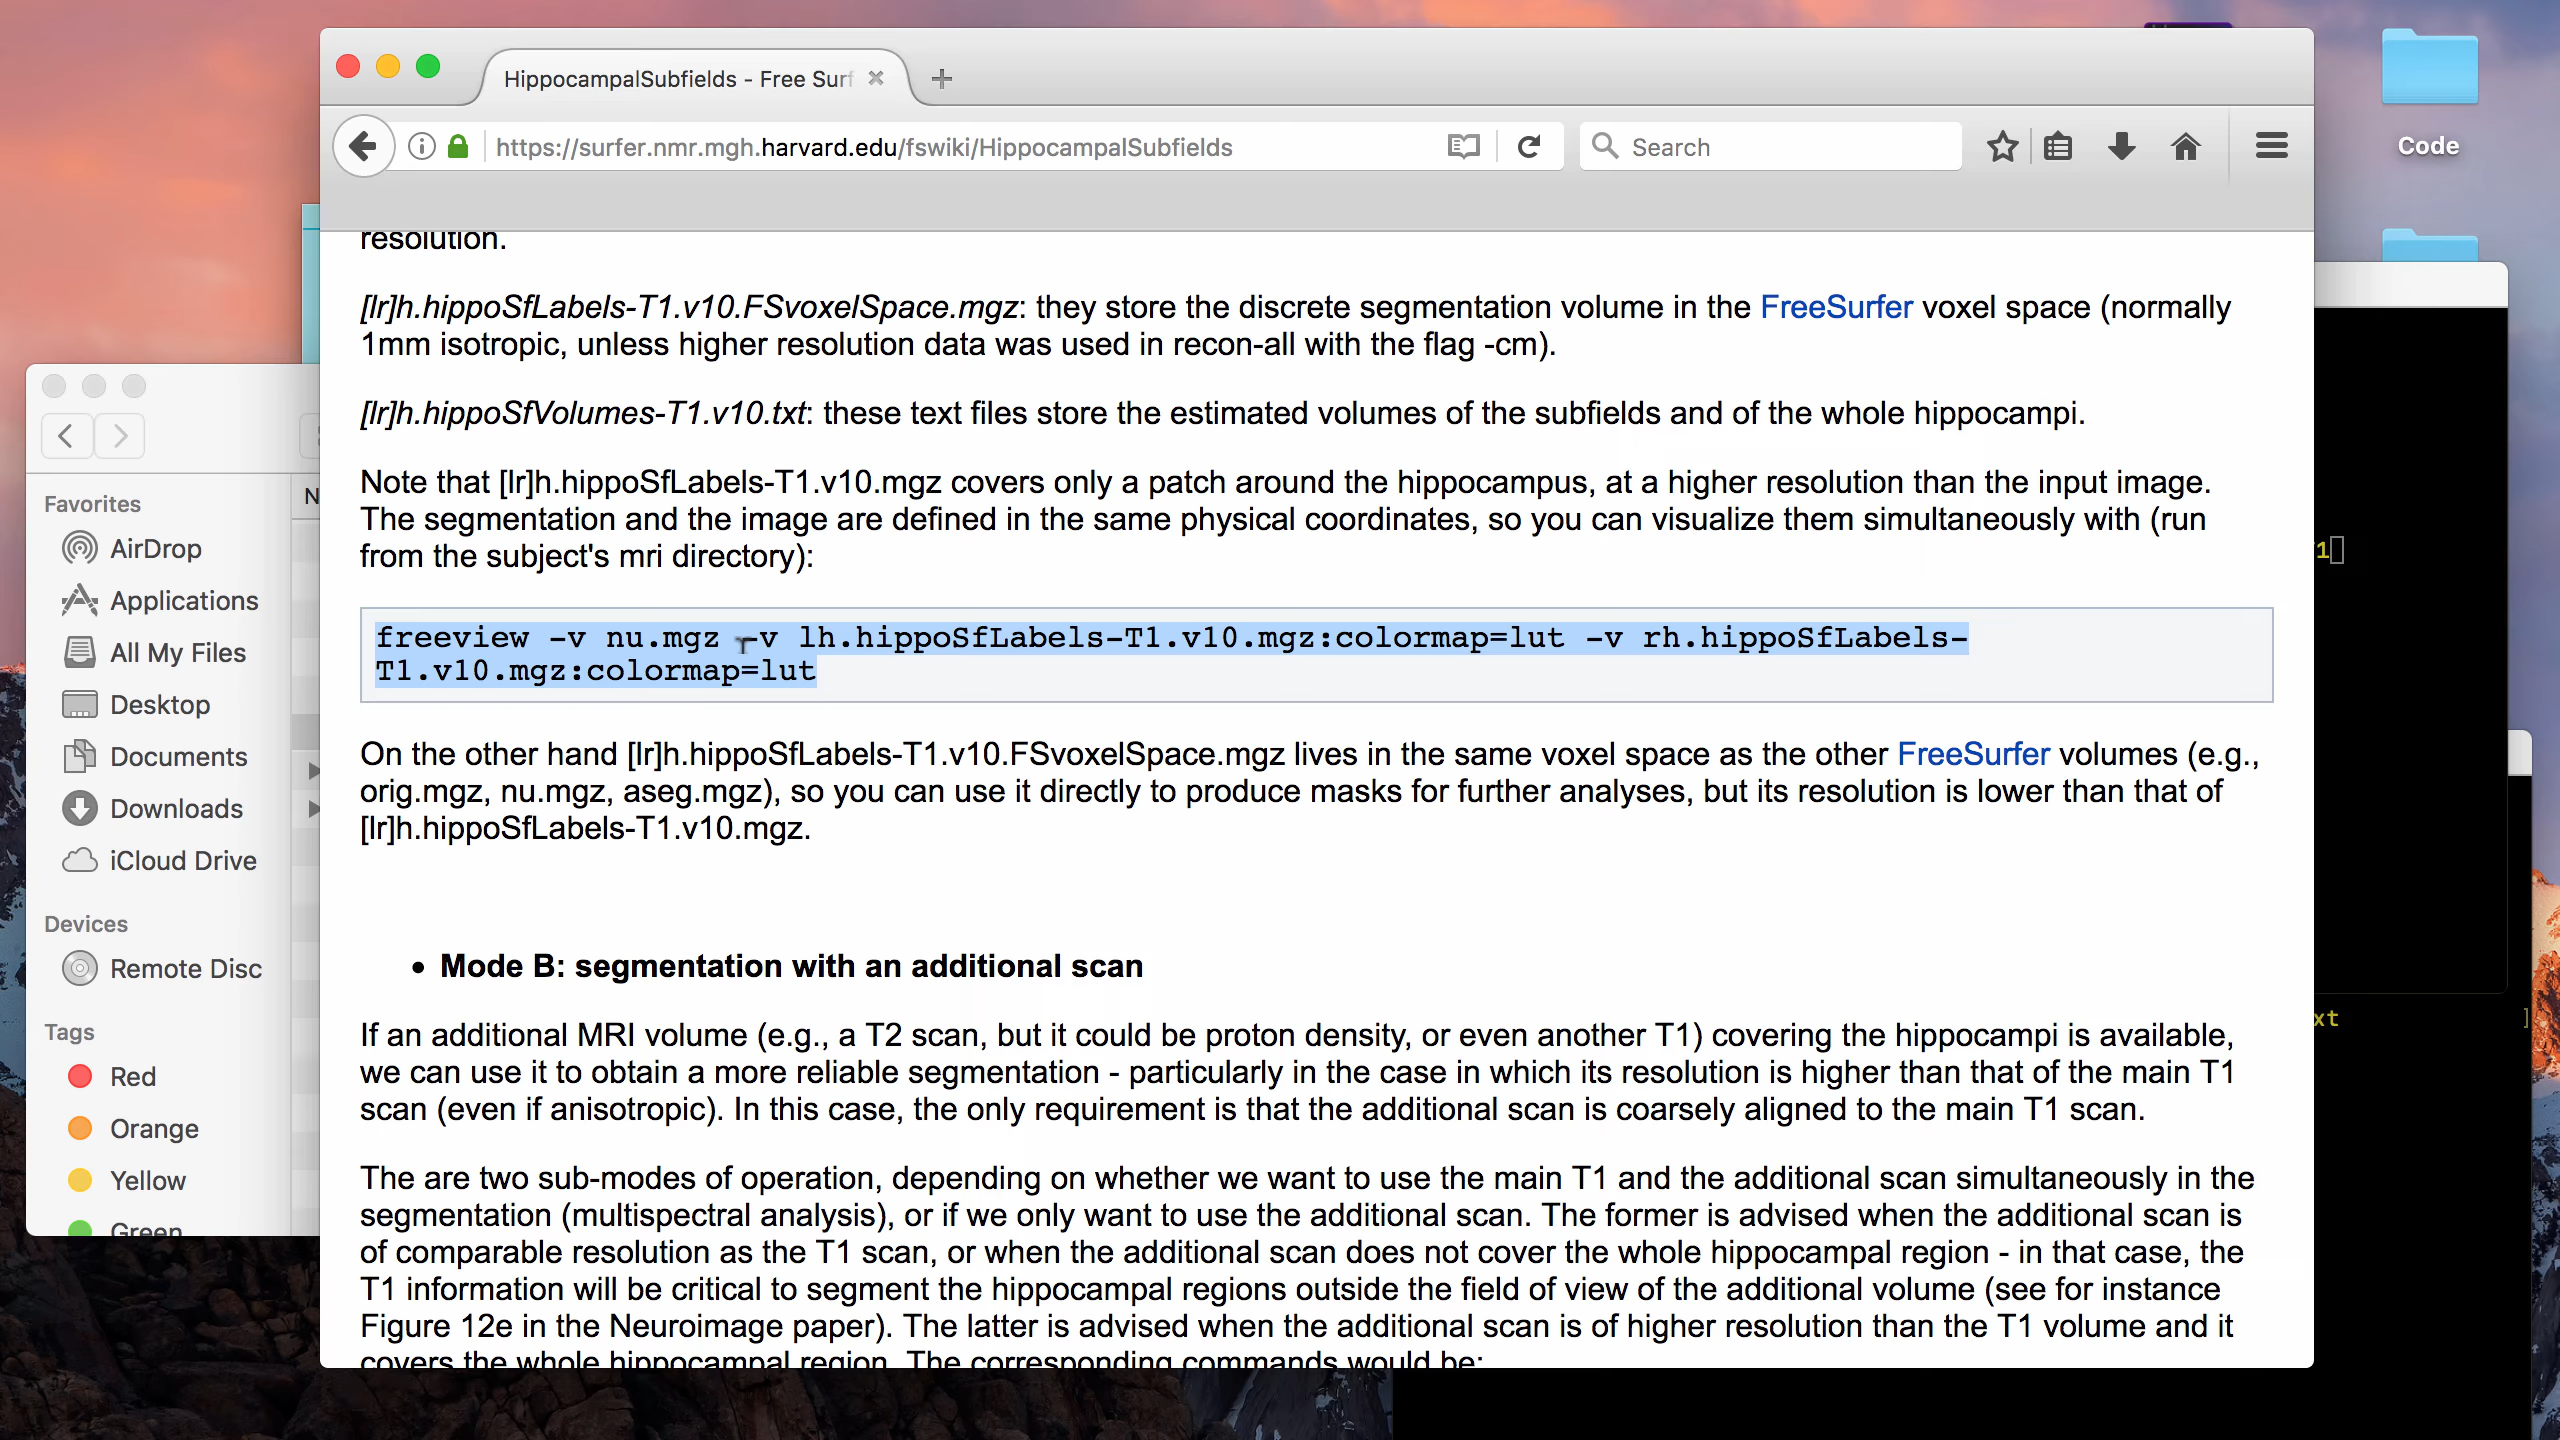 HippocampalSubfields - Free Surf
https://surfer.nmr.mgh.harvard.edu/fswiki/HippocampalSubfields
Search
Code
resolution.
[lr]h.hippoSfLabels-T1.v10.FSvoxelSpace.mgz: they store the discrete segmentation volume in the FreeSurfer voxel space (normally
1mm isotropic, unless higher resolution data was used in recon-all with the flag -cm).
[lr]h.hippoSfVolumes-T1.v10.txt: these text files store the estimated volumes of the subfields and of the whole hippocampi.
Note that [lr]h.hippoSfLabels-T1.v10.mgz covers only a patch around the hippocampus, at a higher resolution than the input image.
The segmentation and the image are defined in the same physical coordinates, so you can visualize them simultaneously with (run
from the subject's mri directory):
freeview -v nu.mgz -v lh.hippoSfLabels-T1.v10.mgz:colormap=lut -v rh.hippoSfLabels-
T1.v10.mgz:colormap=lut
On the other hand [lr]h.hippoSfLabels-T1.v10.FSvoxelSpace.mgz lives in the same voxel space as the other FreeSurfer volumes (e.g.,
orig.mgz, nu.mgz, aseg.mgz), so you can use it directly to produce masks for further analyses, but its resolution is lower than that of
[lr]h.hippoSfLabels-T1.v10.mgz.
• Mode B: segmentation with an additional scan
If an additional MRI volume (e.g., a T2 scan, but it could be proton density, or even another T1) covering the hippocampi is available,
we can use it to obtain a more reliable segmentation - particularly in the case in which its resolution is higher than that of the main T1
scan (even if anisotropic). In this case, the only requirement is that the additional scan is coarsely aligned to the main T1 scan.
The are two sub-modes of operation, depending on whether we want to use the main T1 and the additional scan simultaneously in the
segmentation (multispectral analysis), or if we only want to use the additional scan. The former is advised when the additional scan is
of comparable resolution as the T1 scan, or when the additional scan does not cover the whole hippocampal region - in that case, the
T1 information will be critical to segment the hippocampal regions outside the field of view of the additional volume (see for instance
Figure 12e in the Neuroimage paper). The latter is advised when the additional scan is of higher resolution than the T1 volume and it
covers the whole hippocampal region. The corresponding commands would be:
N
Favorites
AirDrop
Applications
All My Files
Desktop
Documents
Downloads
iCloud Drive
Devices
Remote Disc
Tags
Red
Orange
Yellow
Green
1
xt ]